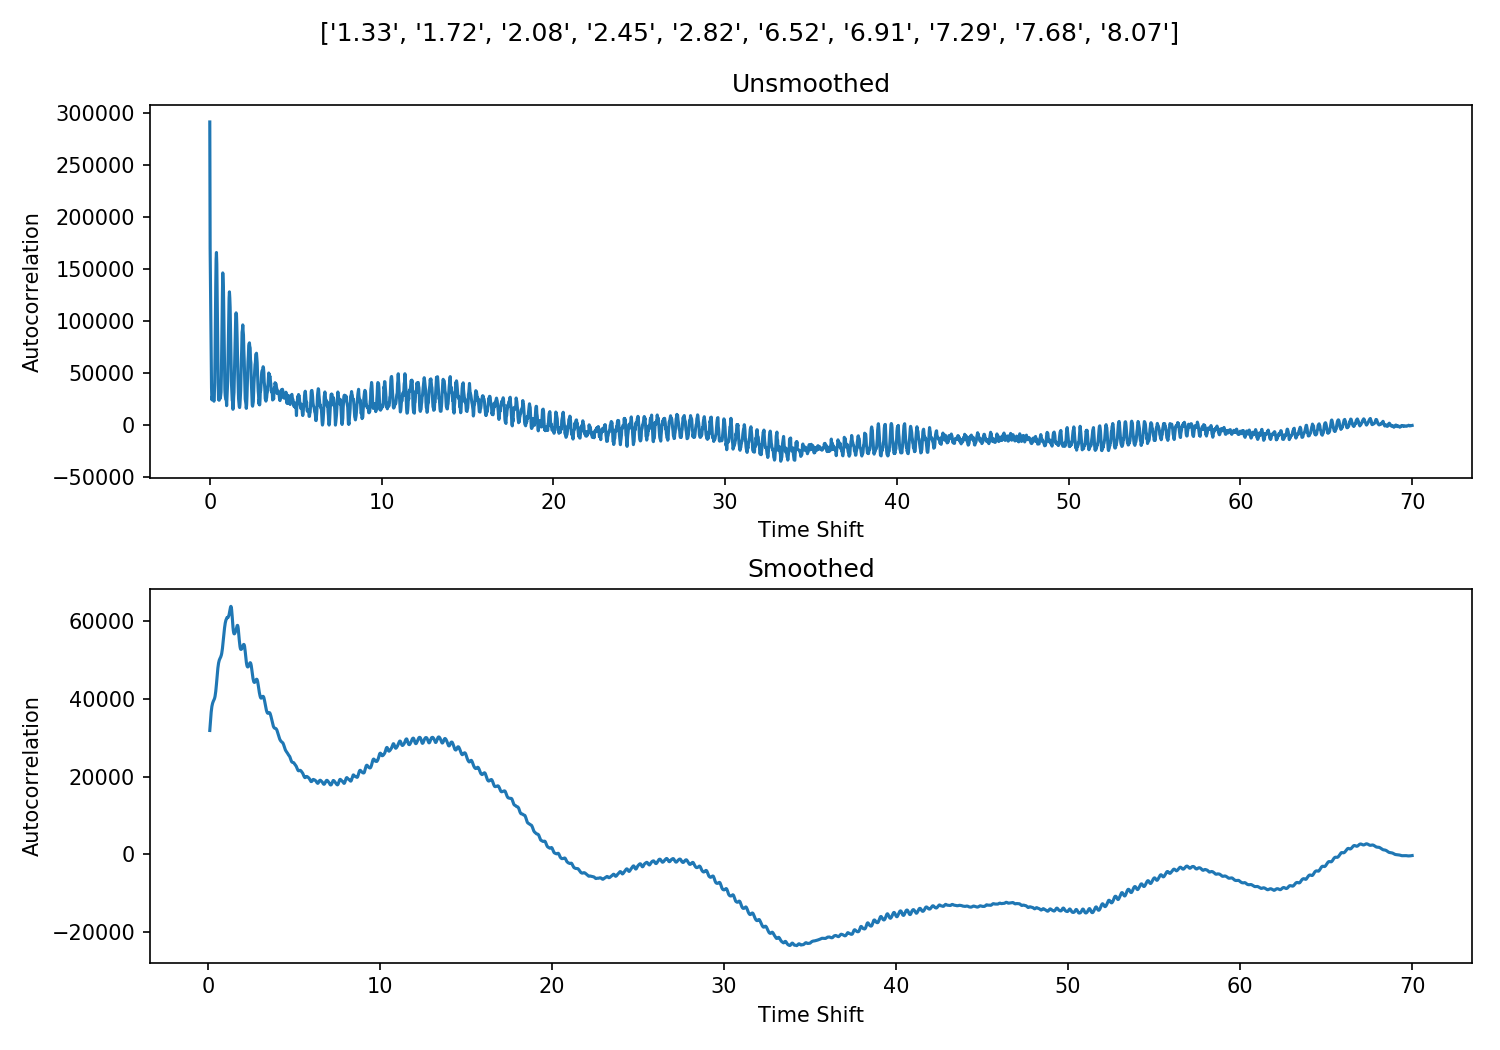 ['1.33', '1.72', '2.08', '2.45', '2.82', '6.52', '6.91', '7.29', '7.68', '8.07']
Unsmoothed
300000
250000
200000
150000
100000
50000
0
−50000
Autocorrelation
0 10 20 30 40 50 60 70
Time Shift
Smoothed
60000
40000
20000
0
−20000
Autocorrelation
0 10 20 30 40 50 60 70
Time Shift